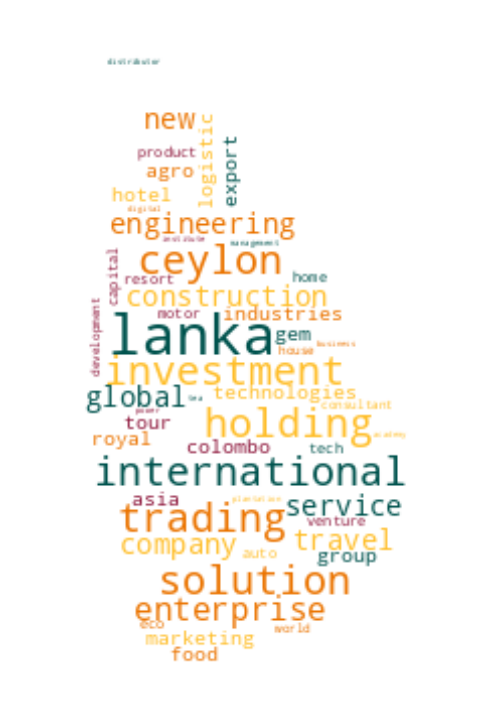 distributor
new
logistic
export
product
agro
hotel
digital
engineering
institute
management
ceylon
capital
resort
home
construction
development
motor
industries
lanka
gem
business
house
investment
global
tea
technologies
consultant
power
tour
holding
royal
academy
colombo
tech
international
asia
plantation
service
trading
venture
company
travel
auto
group
solution
enterprise
eco
world
marketing
food